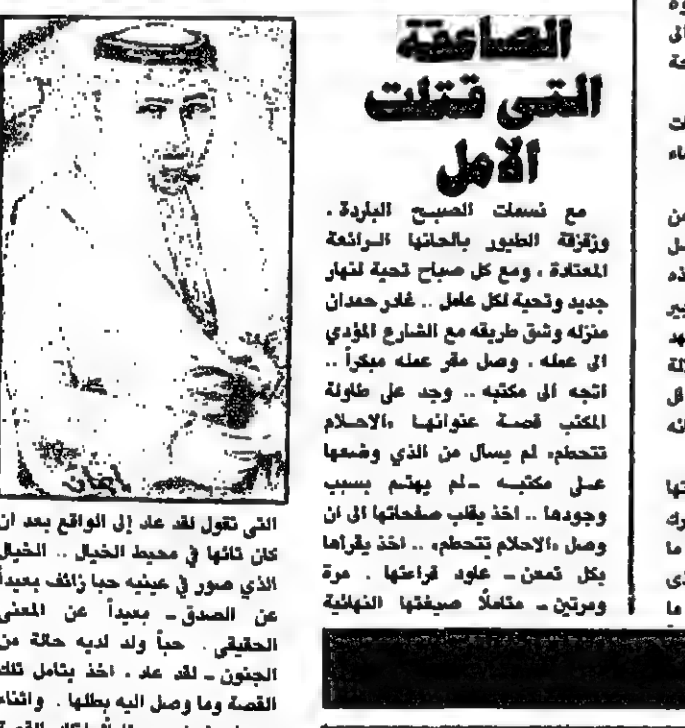 الصاعقة
التي قتلت
الأمل
مع نسمات الصبح الباردة .
وزقزقة الطيور بالحانها الرائعة
المعتادة ، ومع كل صباح تحية لنهار
جديد وتحية لكل عامل .. غادر حمدان
منزله وشق طريقه مع الشارع المؤدي
الى عمله . وصل مقر عمله مبكراً ..
اتجه الى مكتبه .. وجد على طاولة
المكتب قصة عنوانها «الاحلام
تتحطم» لم يسأل من الذي وضعها
على مكتبه ـ لم يهتم بسبب
وجودها .. اخذ يقلب صفحاتها الى ان
وصل «الاحلام تتحطم» .. اخذ يقرأها
بكل تمعن ـ عاود قراءتها . مرة
ومرتين ـ متاملاً صيغتها النهائية
التي تقول لقد عاد إلى الواقع بعد ان
كان تائها في محيط الخيال .. الخيال
الذي صور في عينيه حبا زائف بعيداً
عن الصدق ـ بعيداً عن المعنى
الحقيقي . حباً ولد لديه حالة من
الجنون ـ لقد عاد . اخذ يتامل تلك
القصة وما وصل اليه بطلها . واثناء